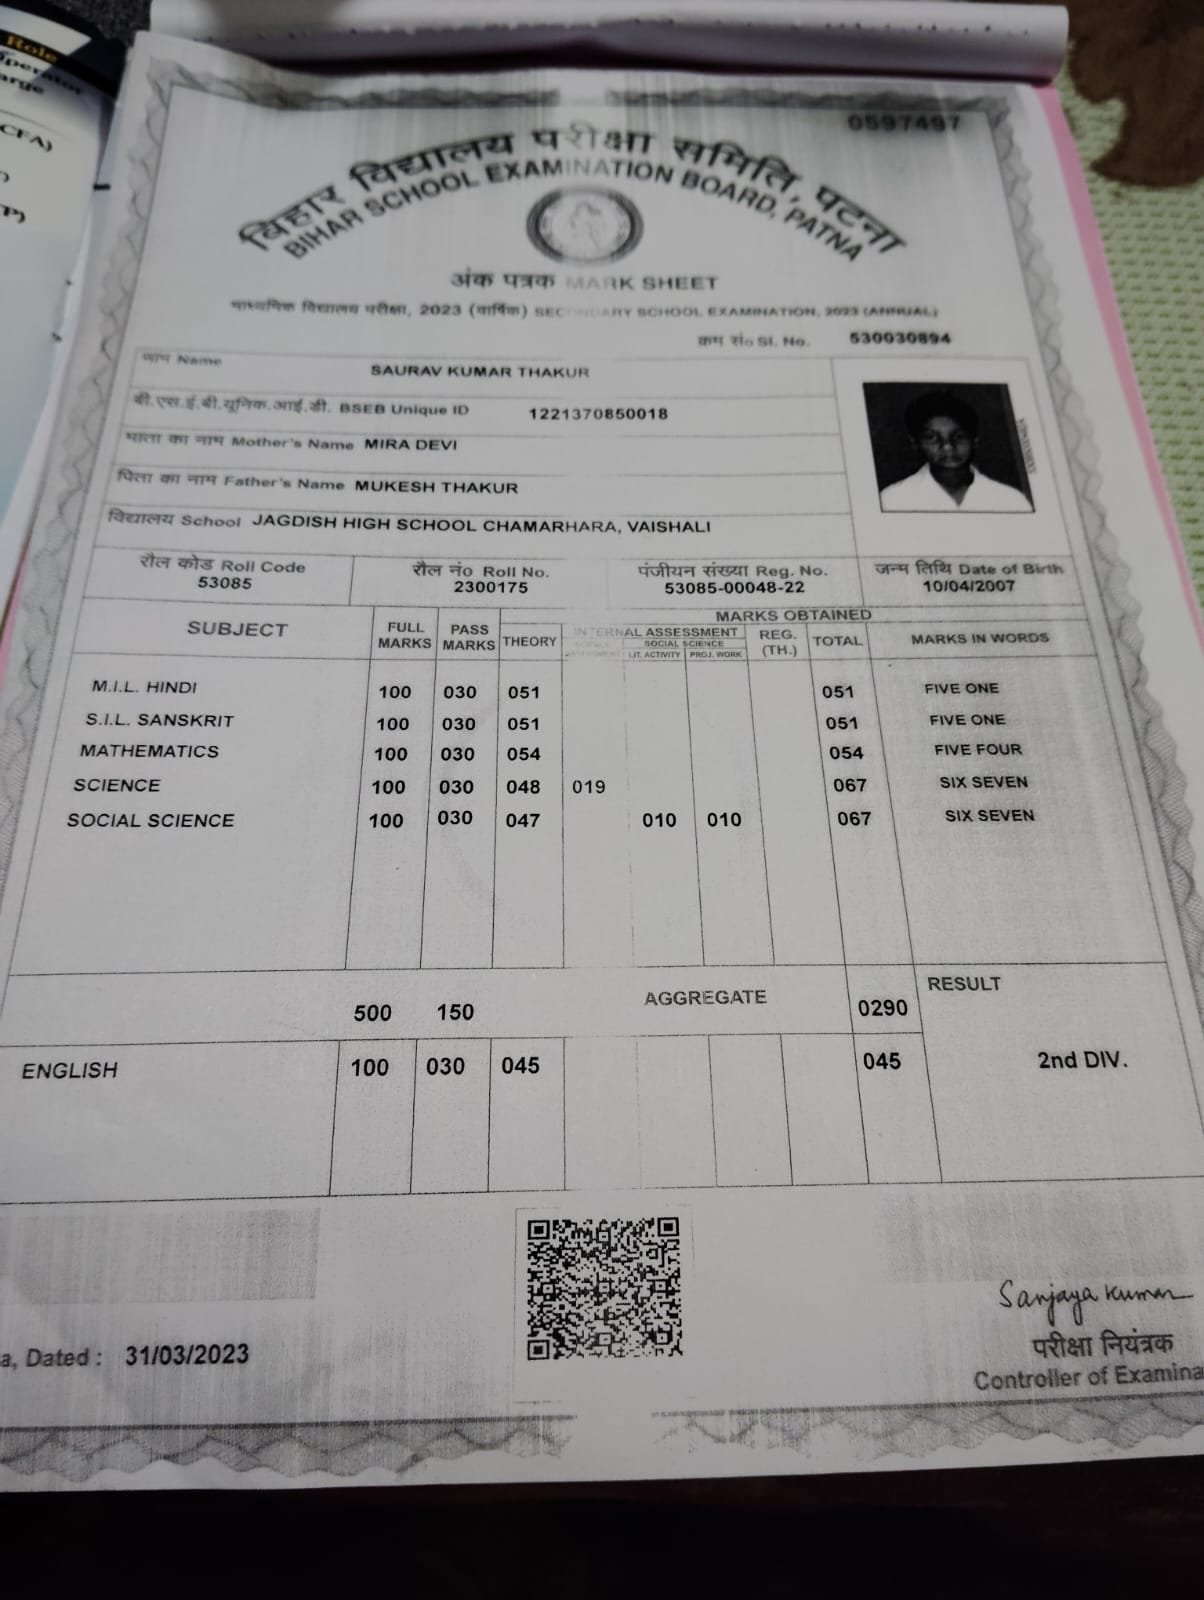 Role
Operator
arge
CFA)
0597497
बिहार विद्यालय परीक्षा समिति, पटना
BIHAR SCHOOL EXAMINATION BOARD, PATNA
अंक पत्रक MARK SHEET
माध्यमिक विद्यालय परीक्षा, 2023 (वार्षिक) SECONDARY SCHOOL EXAMINATION, 2023 (ANNUAL)
क्रम सं० Sl. No. 530030894
नाम Name SAURAV KUMAR THAKUR
बी.एस.ई.बी.यूनिक.आई.डी. BSEB Unique ID 1221370850018
माता का नाम Mother's Name MIRA DEVI
पिता का नाम Father's Name MUKESH THAKUR
विद्यालय School JAGDISH HIGH SCHOOL CHAMARHARA, VAISHALI
रौल कोड Roll Code रौल नं० Roll No. पंजीयन संख्या Reg. No. जन्म तिथि Date of Birth
53085 2300175 53085-00048-22 10/04/2007
MARKS OBTAINED
SUBJECT FULL MARKS PASS MARKS THEORY INTERNAL ASSESSMENT REG. (TH.) TOTAL MARKS IN WORDS
SOCIAL SCIENCE
LIT. ACTIVITY PROJ. WORK
M.I.L. HINDI 100 030 051 051 FIVE ONE
S.I.L. SANSKRIT 100 030 051 051 FIVE ONE
MATHEMATICS 100 030 054 054 FIVE FOUR
SCIENCE 100 030 048 019 067 SIX SEVEN
SOCIAL SCIENCE 100 030 047 010 010 067 SIX SEVEN
500 150 AGGREGATE 0290 RESULT
ENGLISH 100 030 045 045 2nd DIV.
Sanjaya Kumar
परीक्षा नियंत्रक
a, Dated : 31/03/2023
Controller of Examina